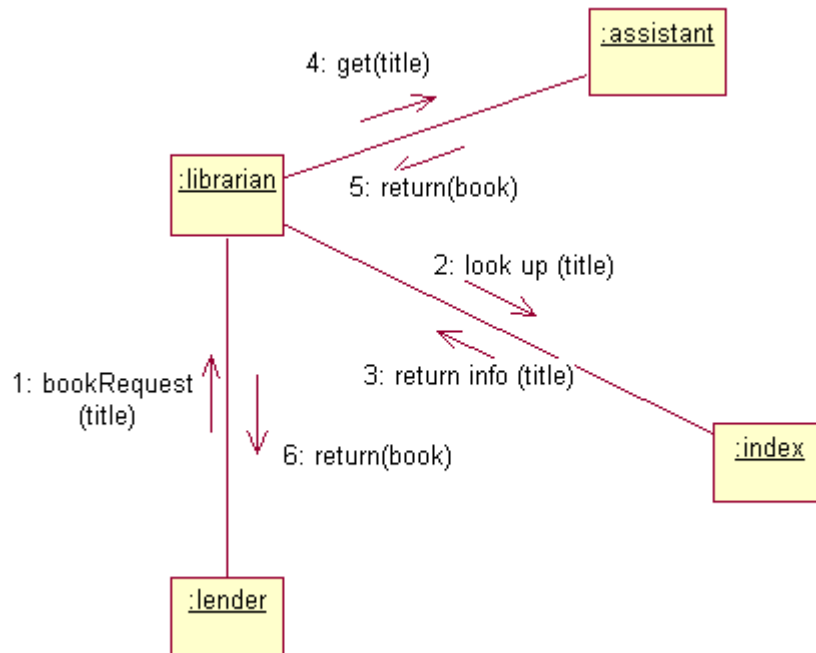 :assistant
4: get(title)
:librarian
5: return(book)
2: look up (title)
3: return info (title)
1: bookRequest
(title)
:index
6: return(book)
:lender